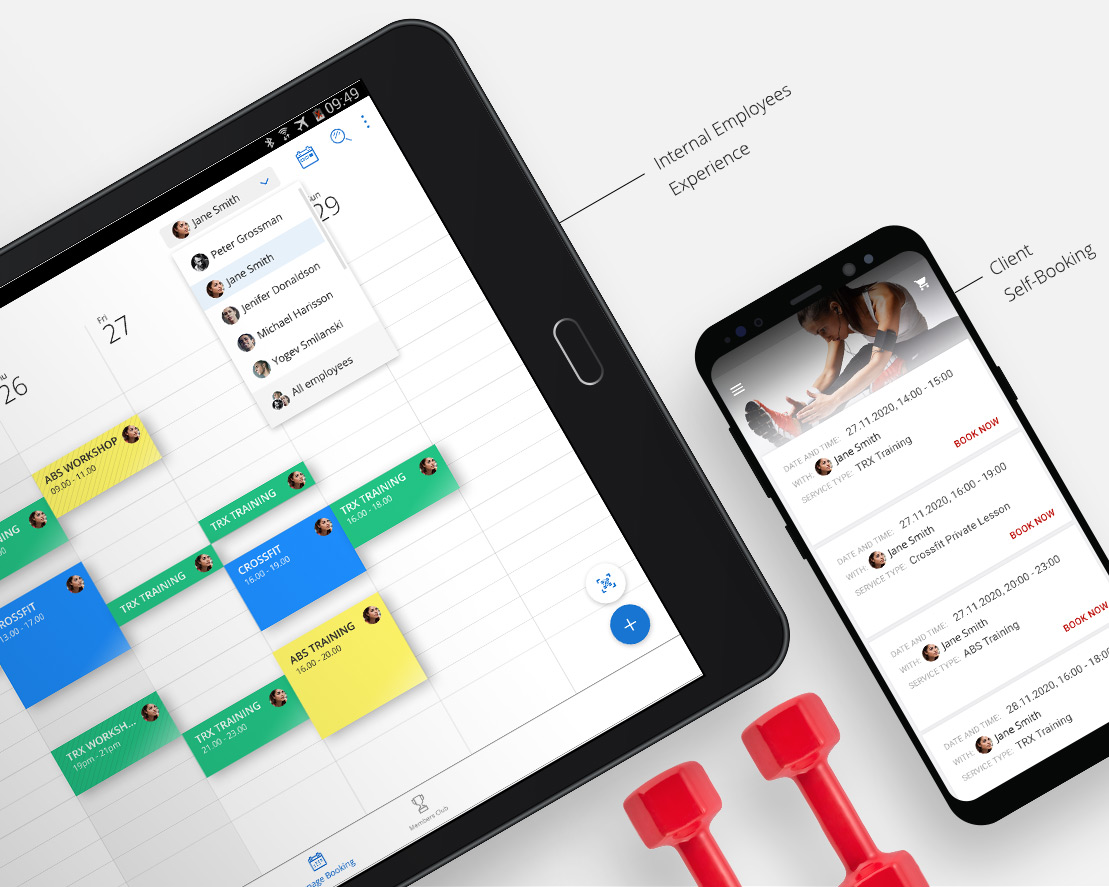 09:49
Jane Smith
Peter Grossman
Jane Smith
Jenifer Donaldson
Michael Harisson
Yogev Smilanski
All employees
29
Fri
27
26
ABS WORKSHOP
09.00 - 11.00
CROSSFIT
13.00 - 17.00
TRX TRAINING
TRX TRAINING
CROSSFIT
16.00 - 19.00
TRX TRAINING
16.00 - 18.00
ABS TRAINING
16.00 - 20.00
TRX WORKSH...
19pm - 21pm
TRX TRAINING
21.00 - 23.00
Members Club
Booking
Internal Employees
Experience
Client
Self-Booking
DATE AND TIME: 27.11.2020, 14:00 - 15:00
WITH: Jane Smith
SERVICE TYPE: TRX Training
BOOK NOW
DATE AND TIME: 27.11.2020, 16:00 - 19:00
WITH: Jane Smith
SERVICE TYPE: Crossfit Private Lesson
BOOK NOW
DATE AND TIME: 27.11.2020, 20:00 - 23:00
WITH: Jane Smith
SERVICE TYPE: ABS Training
BOOK NOW
DATE AND TIME: 28.11.2020, 16:00 - 18:00
WITH: Jane Smith
SERVICE TYPE: TRX Training